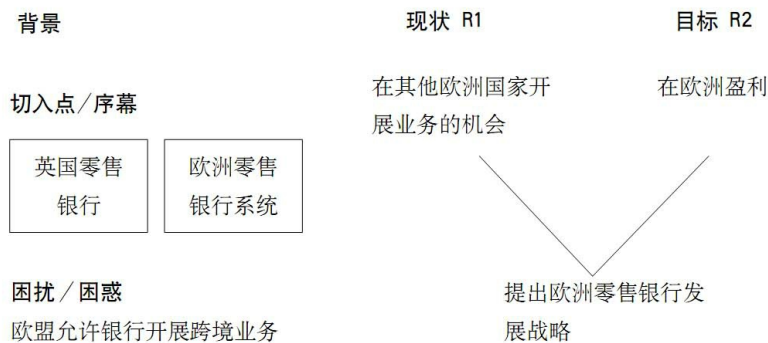 背景
现状 R1
目标 R2
切入点/序幕
在其他欧洲国家开
展业务的机会
在欧洲盈利
英国零售
银行
欧洲零售
银行系统
困扰/困惑
欧盟允许银行开展跨境业务
提出欧洲零售银行发
展战略